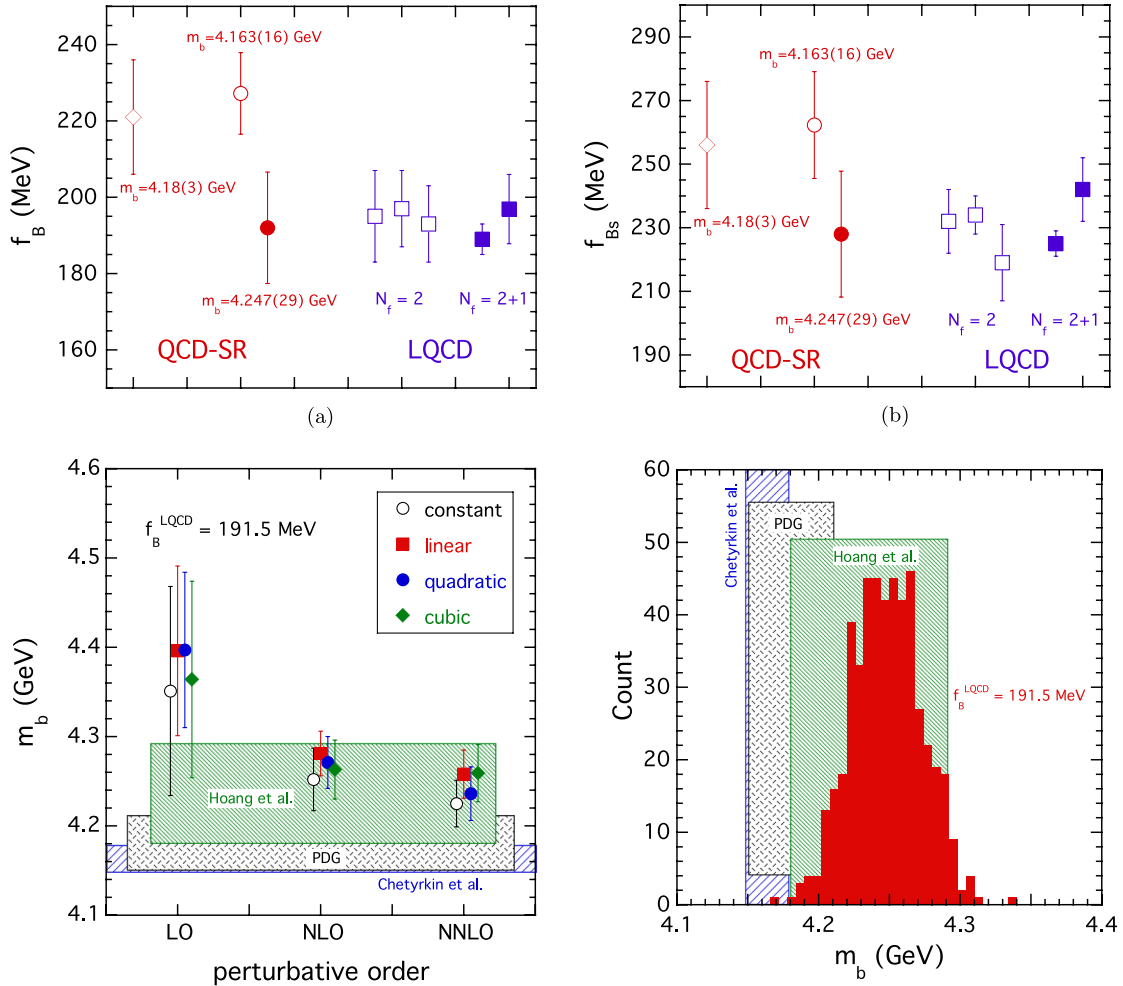 240
220
200
180
160
f_B (MeV)
m_b=4.163(16) GeV
m_b=4.18(3) GeV
m_b=4.247(29) GeV
N_f = 2
N_f = 2+1
QCD-SR
LQCD
(a)
290
270
250
230
210
190
f_Bs (MeV)
m_b=4.163(16) GeV
m_b=4.18(3) GeV
m_b=4.247(29) GeV
N_f = 2
N_f = 2+1
QCD-SR
LQCD
(b)
4.6
4.5
4.4
4.3
4.2
4.1
m_b (GeV)
f_B^LQCD = 191.5 MeV
constant
linear
quadratic
cubic
Hoang et al.
PDG
Chetyrkin et al.
LO
NLO
NNLO
perturbative order
60
50
40
30
20
10
0
Count
Chetyrkin et al.
PDG
Hoang et al.
f_B^LQCD = 191.5 MeV
4.1
4.2
4.3
4.4
m_b (GeV)